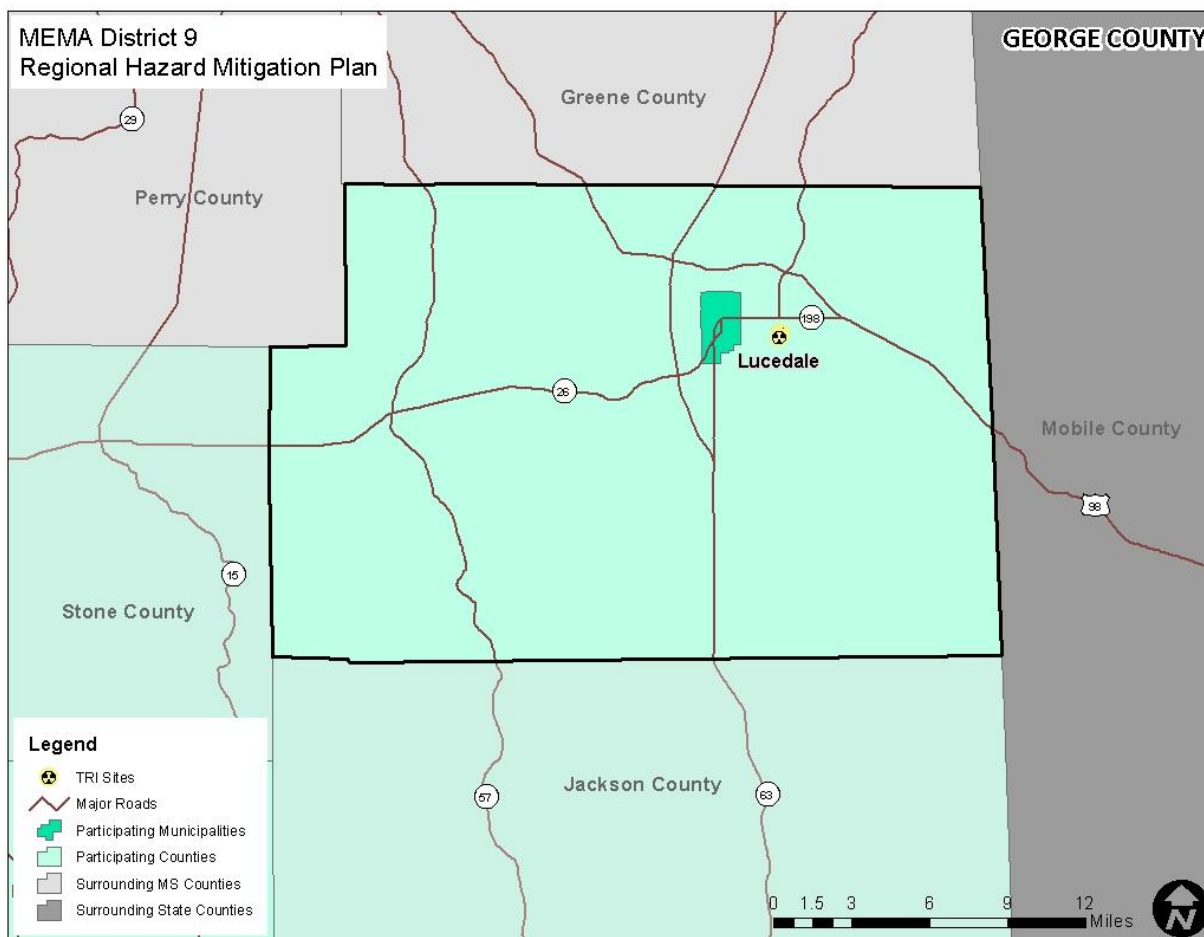 MEMA District 9
Regional Hazard Mitigation Plan
GEORGE COUNTY
Greene County
29
Perry County
198
Lucedale
26
Mobile County
98
15
Stone County
Jackson County
57
63
Legend
TRI Sites
Major Roads
Participating Municipalities
Participating Counties
Surrounding MS Counties
Surrounding State Counties
0 1.5 3 6 9 12
Miles
N